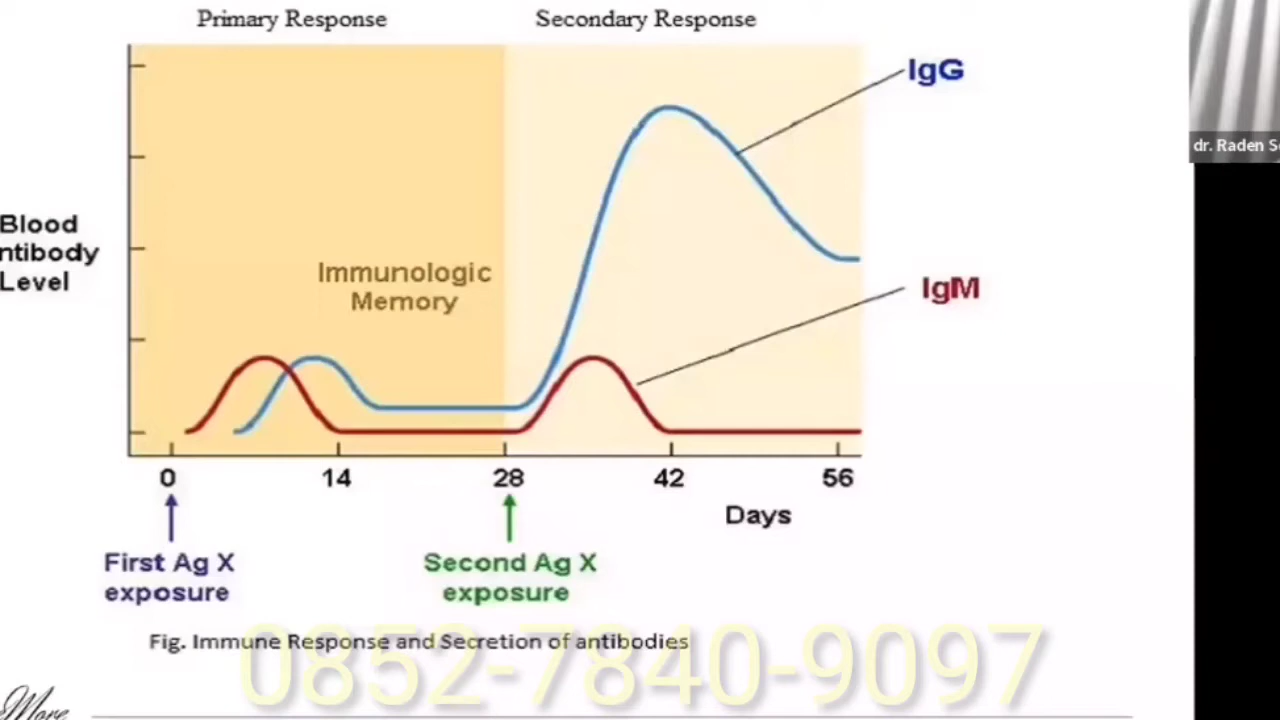 Primary Response
Secondary Response
IgG
dr. Raden
Blood
ntibody
Level
Immunologic
Memory
IgM
0
14
28
42
56
Days
First Ag X
exposure
Second Ag X
exposure
Fig. Immune Response and Secretion of antibodies
0852-7840-9097
More